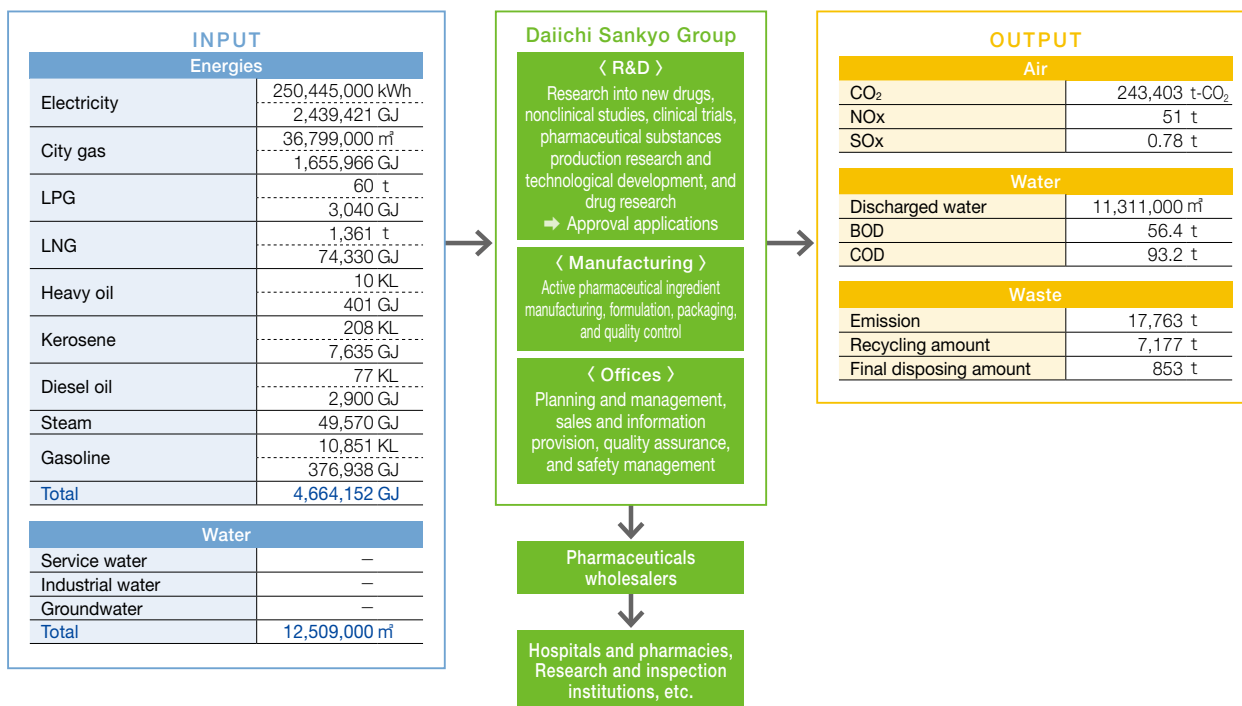 INPUT
Energies
Electricity
250,445,000 kWh
2,439,421 GJ
City gas
36,799,000 ㎥
1,655,966 GJ
LPG
60 t
3,040 GJ
LNG
1,361 t
74,330 GJ
Heavy oil
10 KL
401 GJ
Kerosene
208 KL
7,635 GJ
Diesel oil
77 KL
2,900 GJ
Steam
49,570 GJ
Gasoline
10,851 KL
376,938 GJ
Total
4,664,152 GJ
Water
Service water
—
Industrial water
—
Groundwater
—
Total
12,509,000 ㎥
Daiichi Sankyo Group
〈 R&D 〉
Research into new drugs,
nonclinical studies, clinical trials,
pharmaceutical substances
production research and
technological development, and
drug research
➡ Approval applications
〈 Manufacturing 〉
Active pharmaceutical ingredient
manufacturing, formulation, packaging,
and quality control
〈 Offices 〉
Planning and management,
sales and information
provision, quality assurance,
and safety management
Pharmaceuticals
wholesalers
Hospitals and pharmacies,
Research and inspection
institutions, etc.
OUTPUT
Air
CO₂ 243,403 t-CO₂
NOx 51 t
SOx 0.78 t
Water
Discharged water 11,311,000 ㎥
BOD 56.4 t
COD 93.2 t
Waste
Emission 17,763 t
Recycling amount 7,177 t
Final disposing amount 853 t